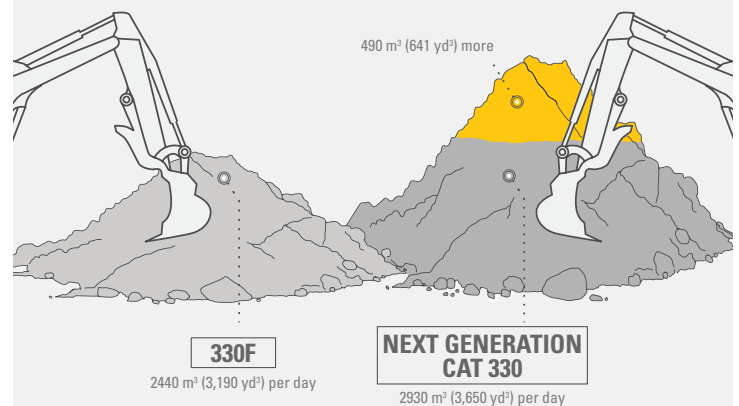 490 m³ (641 yd³) more
330F
2440 m³ (3,190 yd³) per day
NEXT GENERATION
CAT 330
2930 m³ (3,650 yd³) per day